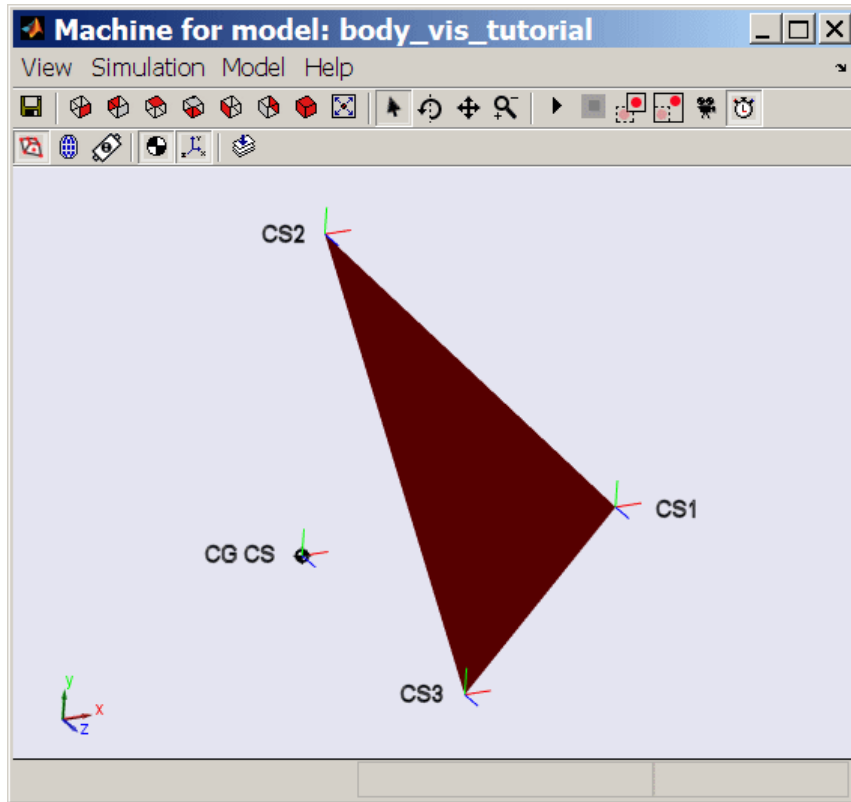 Machine for model: body_vis_tutorial
View Simulation Model Help
CS2
CS1
CG CS
CS3
y
x
z